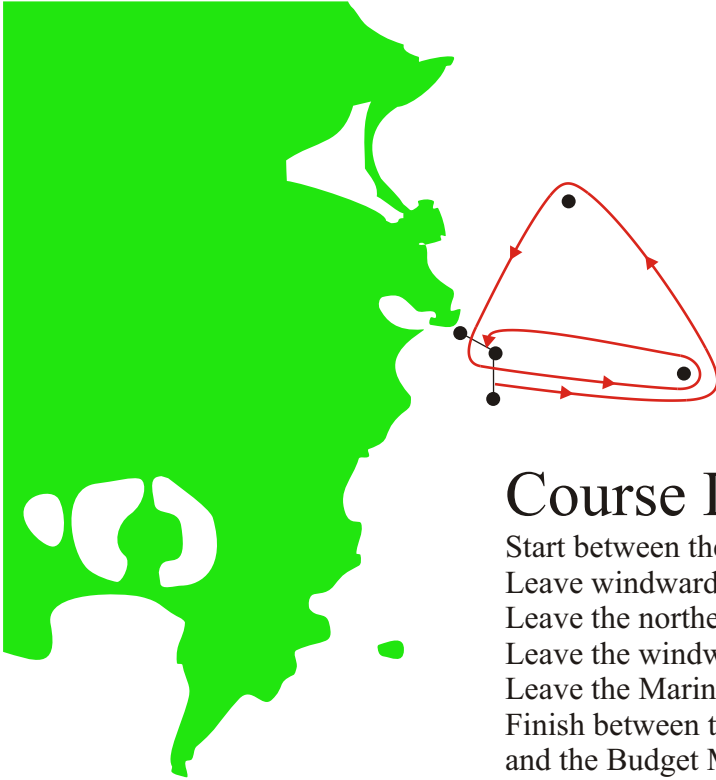 Course
Start between the
Leave windward
Leave the northe
Leave the windw
Leave the Marin
Finish between t
and the Budget M